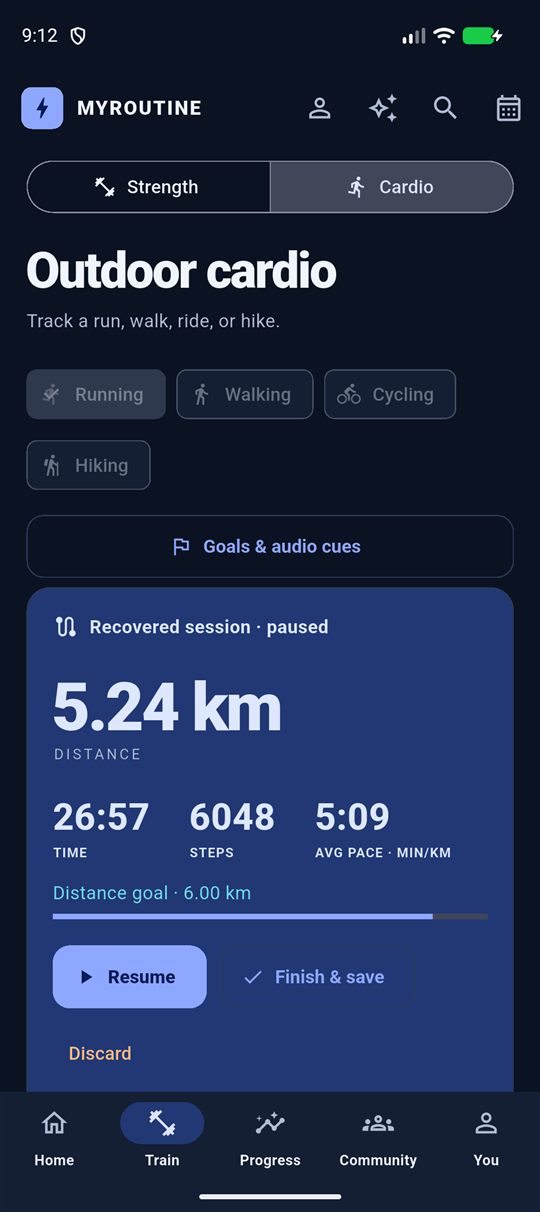 9:12
MYROUTINE
Strength
Cardio
Outdoor cardio
Track a run, walk, ride, or hike.
Running
Walking
Cycling
Hiking
Goals & audio cues
Recovered session · paused
5.24 km
DISTANCE
26:57 6048 5:09
TIME STEPS AVG PACE · MIN/KM
Distance goal · 6.00 km
Resume
Finish & save
Discard
Home Train Progress Community You